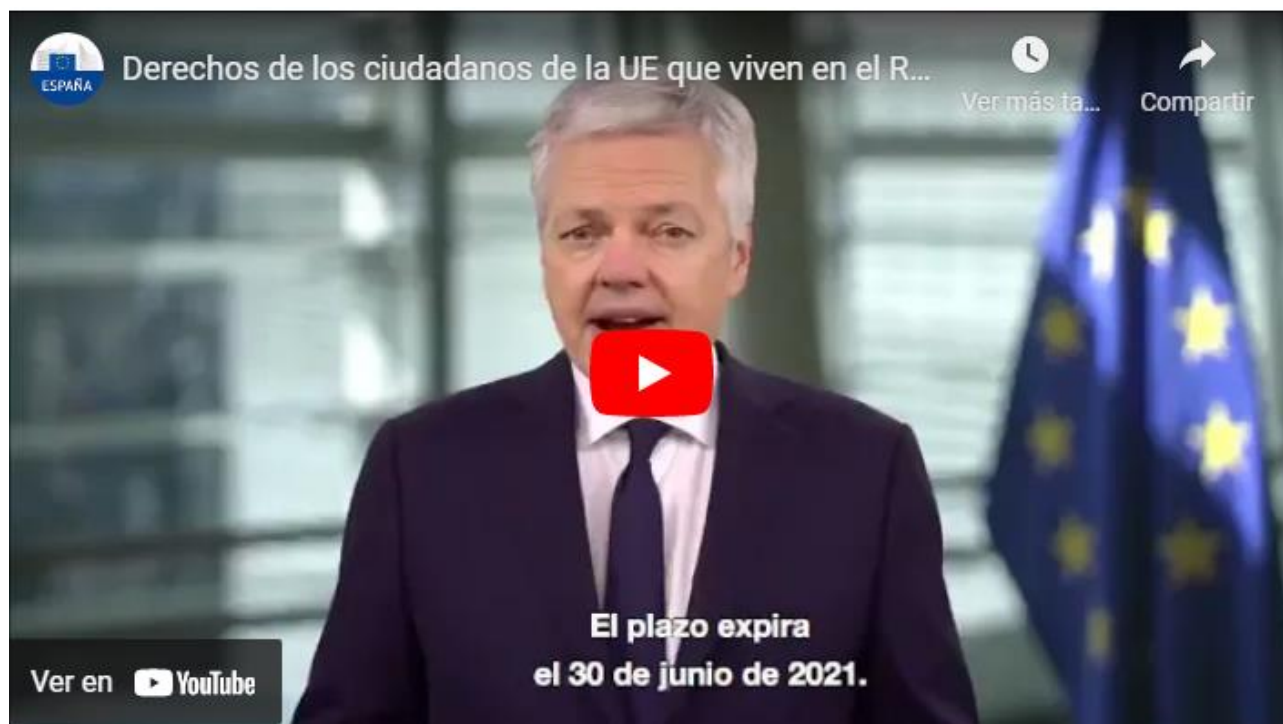 ESPAÑA
Derechos de los ciudadanos de la UE que viven en el R...
Ver más ta...
Compartir
El plazo expira
el 30 de junio de 2021.
Ver en YouTube